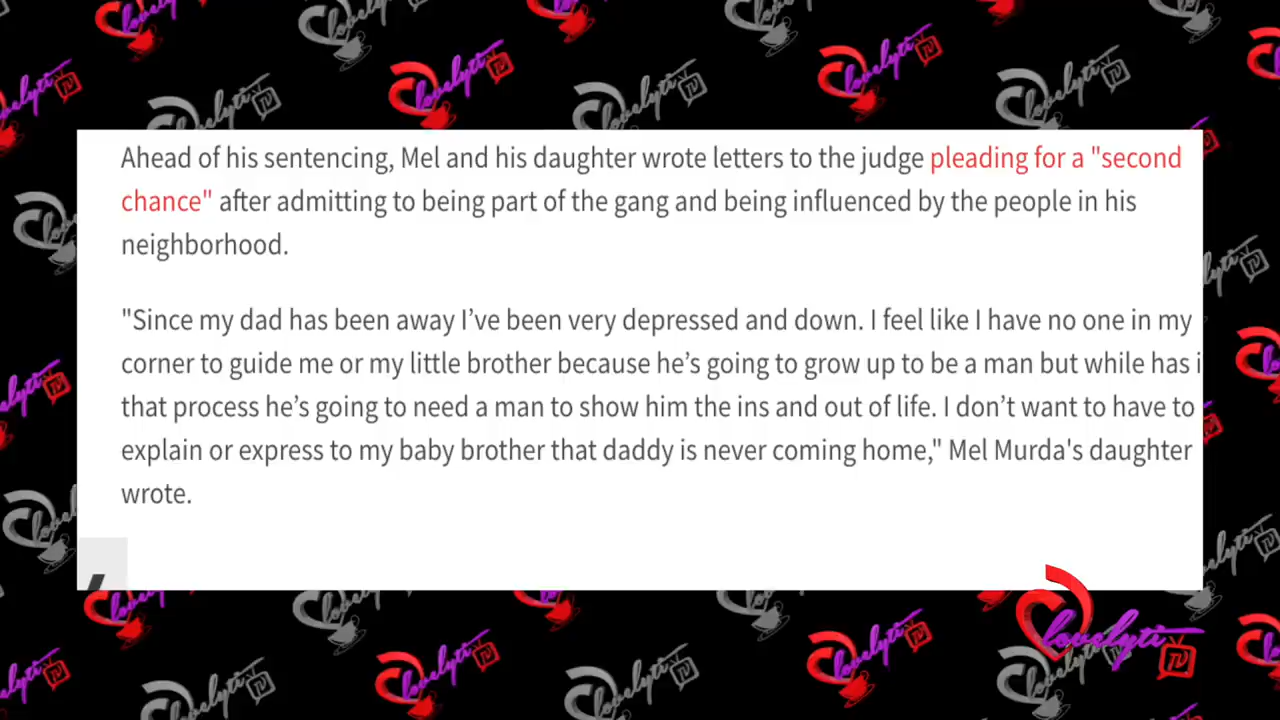 Ahead of his sentencing, Mel and his daughter wrote letters to the judge pleading for a "second
chance" after admitting to being part of the gang and being influenced by the people in his
neighborhood.
"Since my dad has been away I’ve been very depressed and down. I feel like I have no one in my
corner to guide me or my little brother because he’s going to grow up to be a man but while has i
that process he’s going to need a man to show him the ins and out of life. I don’t want to have to
explain or express to my baby brother that daddy is never coming home," Mel Murda's daughter
wrote.
lovelyti
TV